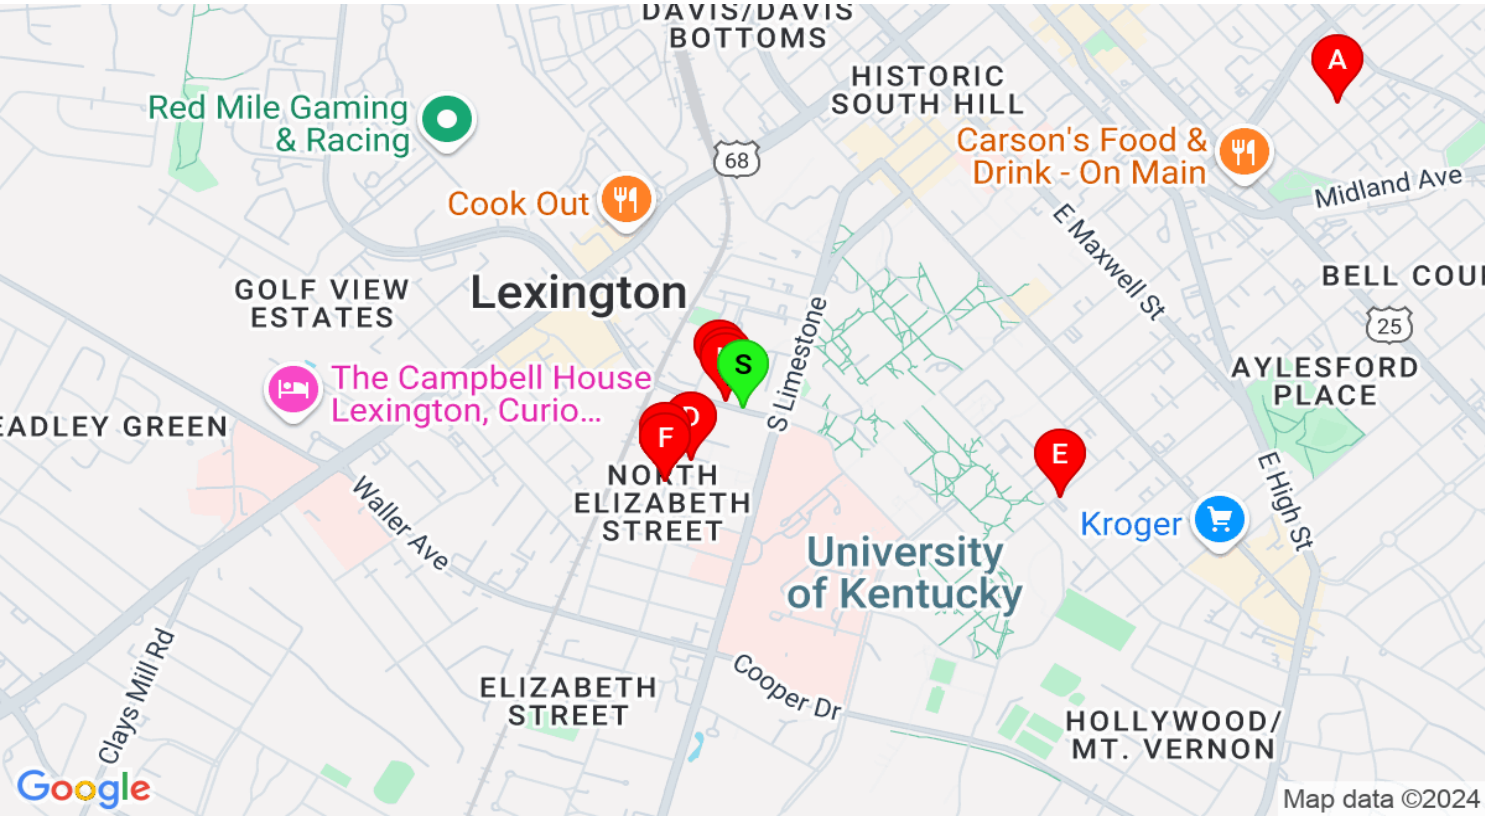 DAVIS/DAVIS
BOTTOMS
HISTORIC
SOUTH HILL
A
Red Mile Gaming
& Racing
68
Carson's Food &
Drink - On Main
Midland Ave
Cook Out
E Maxwell St
GOLF VIEW
ESTATES
Lexington
BELL COU
25
S Limestone
S
The Campbell House
Lexington, Curio...
AYLESFORD
PLACE
EADLEY GREEN
D
F
E
NORTH
ELIZABETH
STREET
Waller Ave
E High St
Kroger
University
of Kentucky
Clays Mill Rd
ELIZABETH
STREET
Cooper Dr
HOLLYWOOD/
MT. VERNON
Google
Map data ©2024